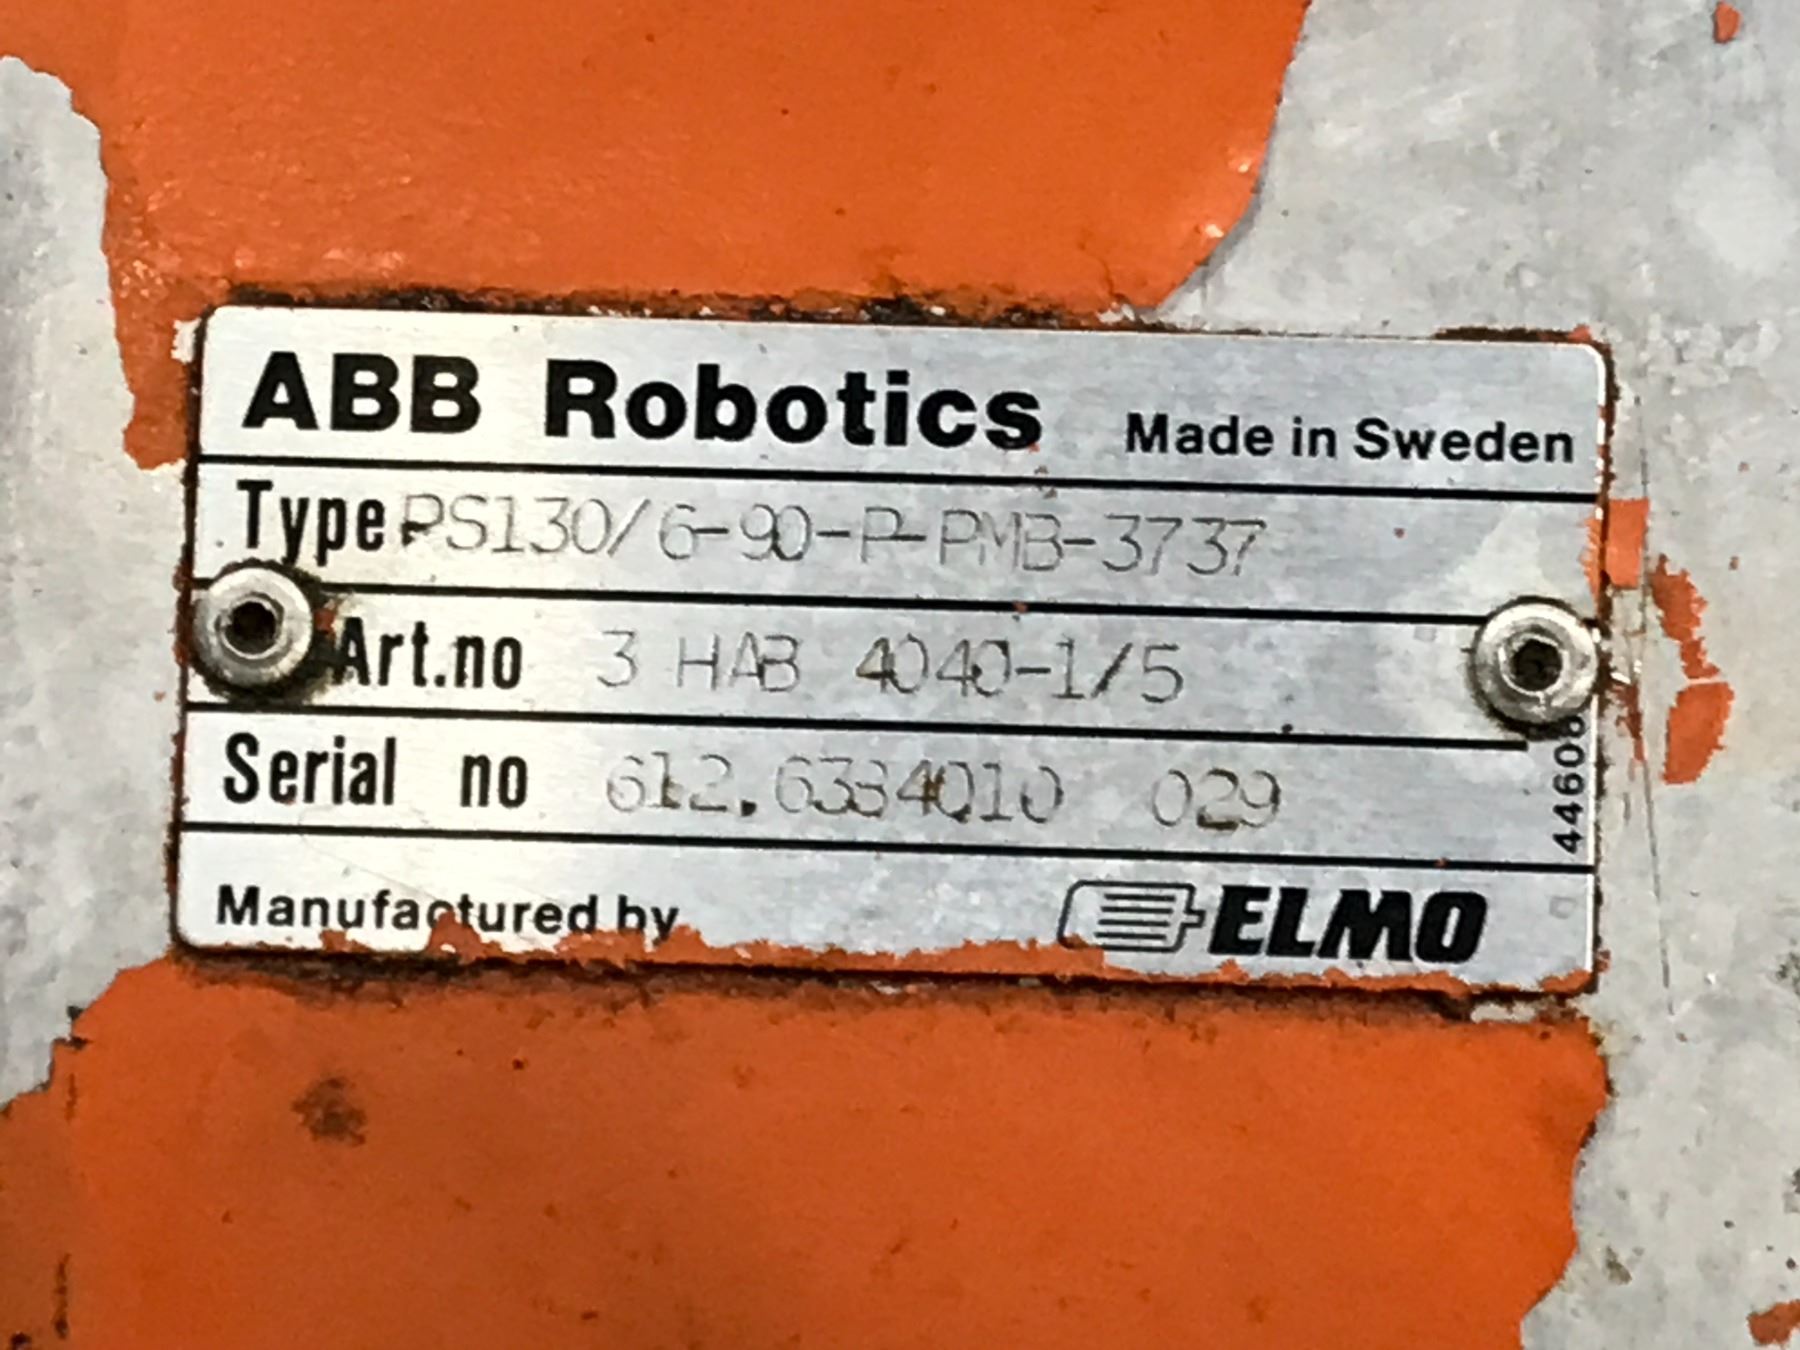 ABB Robotics Made in Sweden
Type PS130/6-90-P-PMB-3737
Art.no 3 HAB 4040-1/5
Serial no 612.6384010 029
44608
Manufactured by ELMO